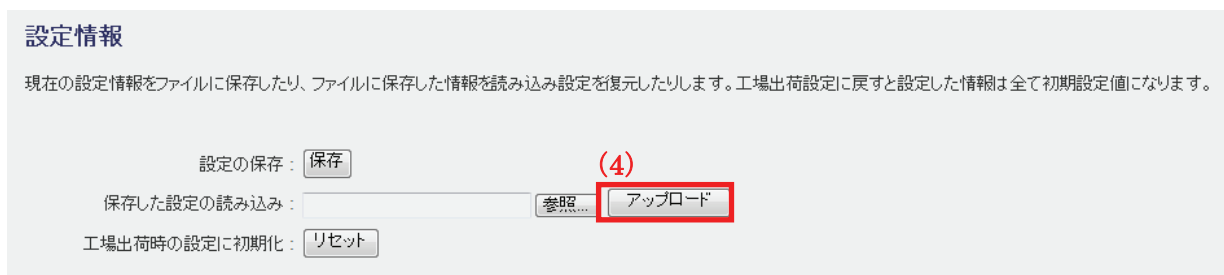 設定情報
現在の設定情報をファイルに保存したり、ファイルに保存した情報を読み込み設定を復元したりします。工場出荷設定に戻すと設定した情報は全て初期設定値になります。
(4)
設定の保存 : 保存
保存した設定の読み込み : 参照... アップロード
工場出荷時の設定に初期化 : リセット